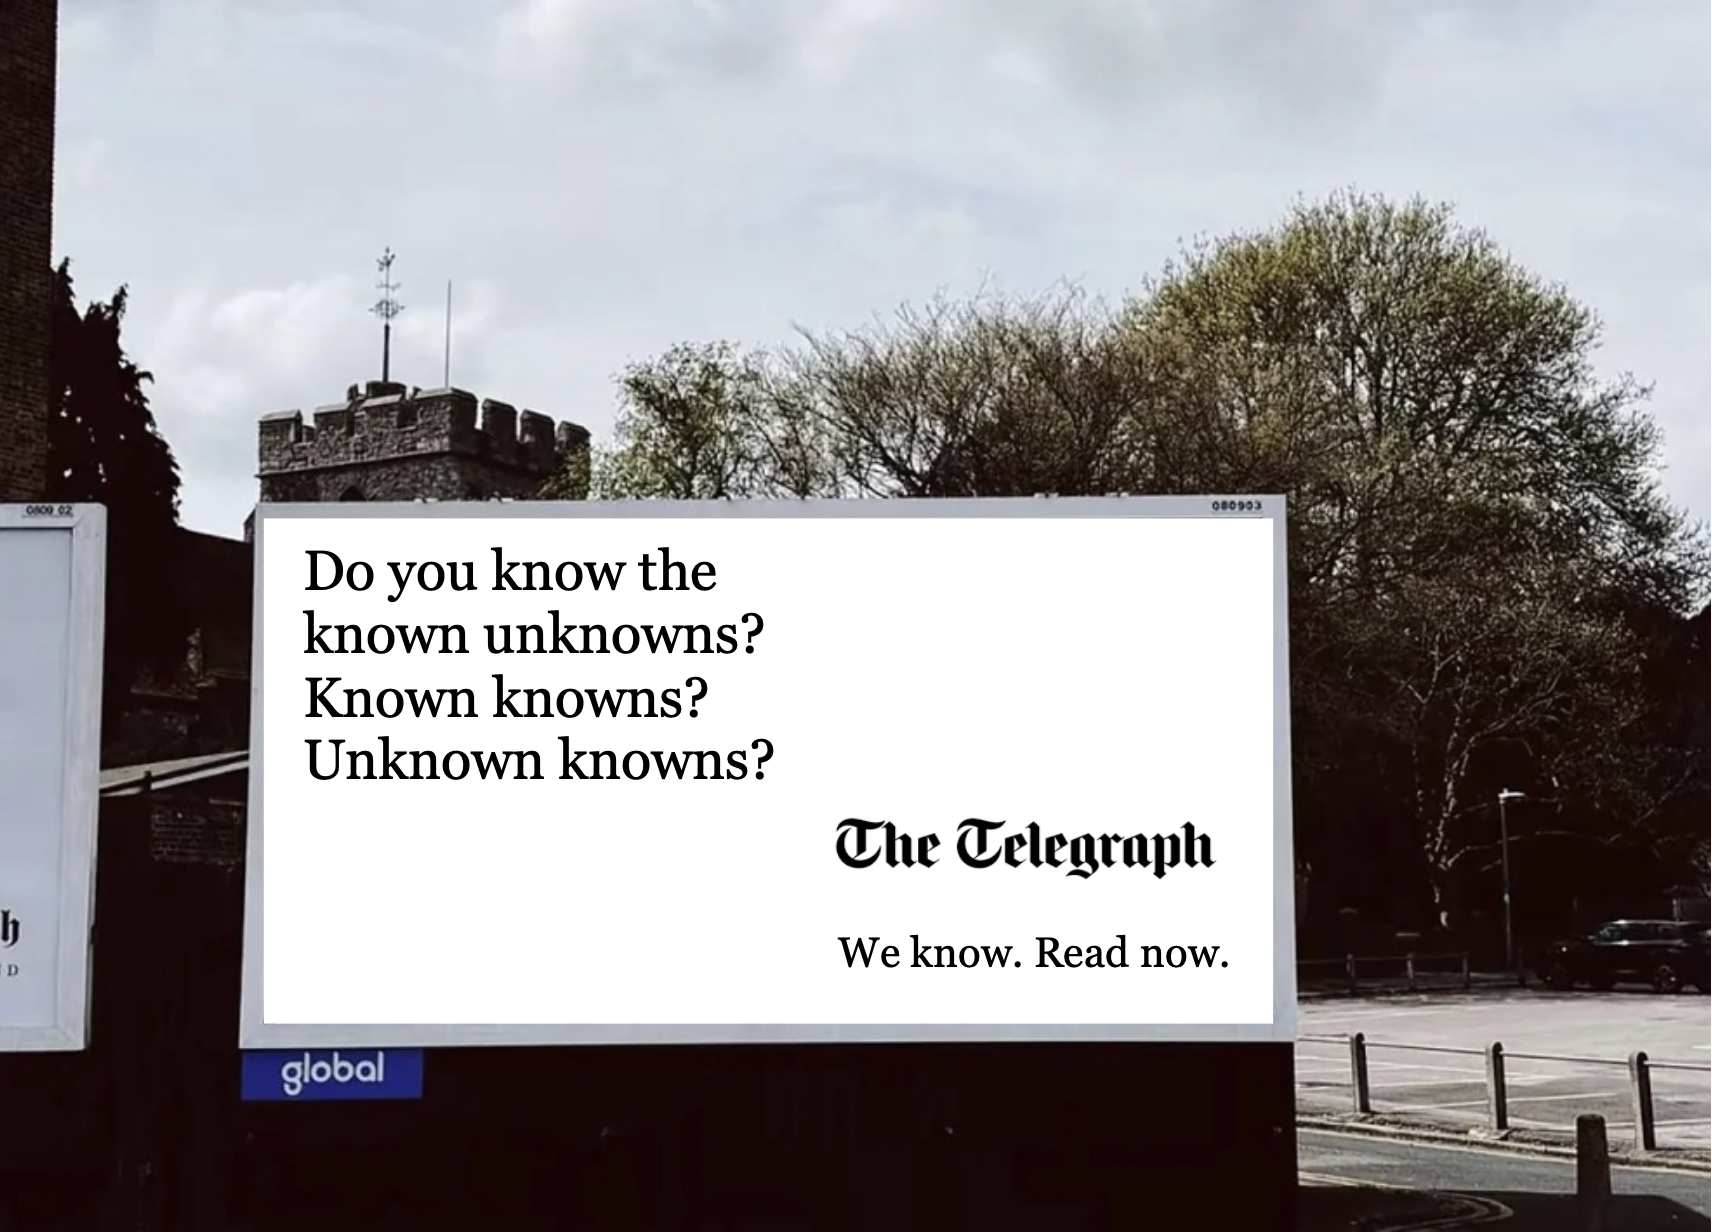 0809 02
080903
Do you know the
known unknowns?
Known knowns?
Unknown knowns?
The Telegraph
We know. Read now.
h
ND
global